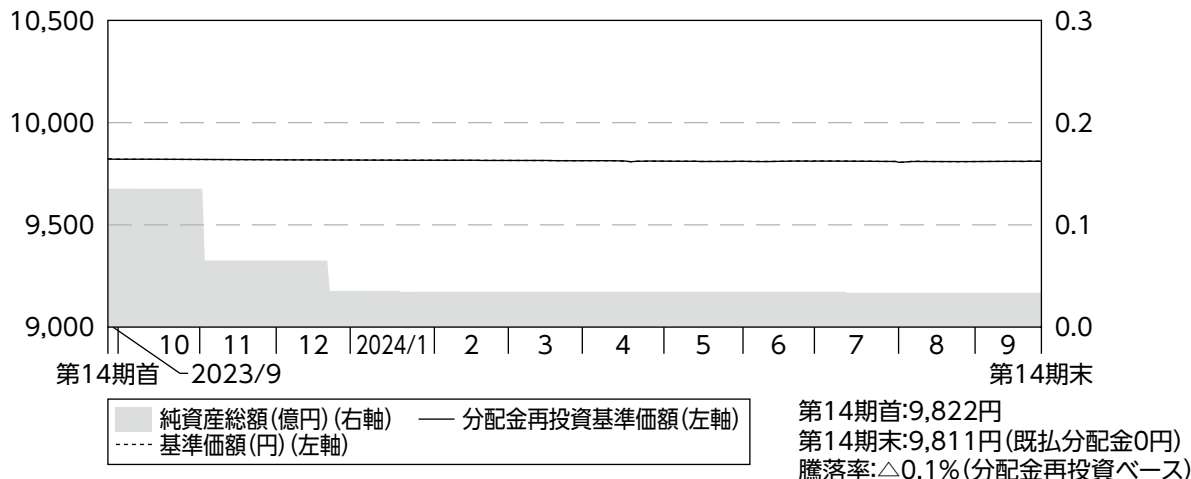 10,500
10,000
9,500
9,000
0.3
0.2
0.1
0.0
10 11 12 2024/1 2 3 4 5 6 7 8 9
第14期首 2023/9 第14期末
純資産総額(億円)(右軸) 分配金再投資基準価額(左軸)
基準価額(円)(左軸)
第14期首:9,822円
第14期末:9,811円(既払分配金0円)
騰落率:△0.1%(分配金再投資ベース)